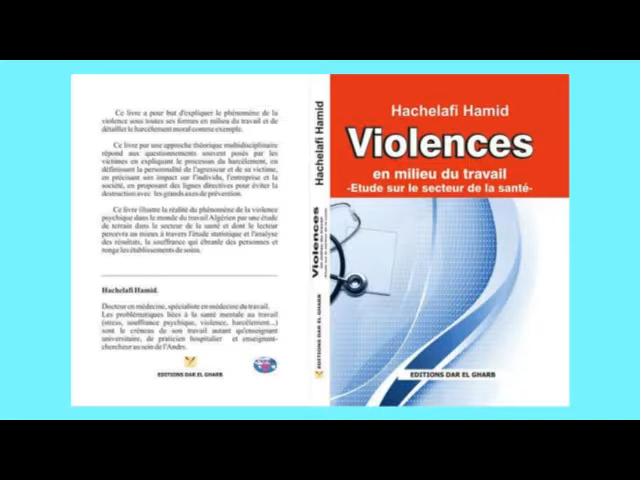 Ce livre a pour but d'expliquer le phénomène de la
violence sous toutes ses formes en milieu du travail et de
détailler le harcèlement moral comme exemple.
Ce livre par une approche théorique multidisciplinaire
répond aux questionnements souvent posés par les
victimes en expliquant le processus du harcèlement, en
définissant la personnalité de l'agresseur et de sa victime,
en précisant son impact sur l'individu, l'entreprise et la
société, en proposant des lignes directives pour éviter la
destruction avec les grands axes de prévention.
Ce livre illustre la réalité du phénomène de la violence
psychique dans le monde du travail Algérien par une étude
de terrain dans le secteur de la santé et dont le lecteur
percevra au mieux à travers l'étude statistique et l'analyse
des résultats, la souffrance qui ébranle des personnes et
ronge les établissements de soins.
Hachelafi Hamid.
Docteur en médecine, spécialiste en médecine du travail.
Les problématiques liées à la santé mentale au travail
(stress, souffrance psychique, violence, harcèlement...)
sont le créneau de son travail autant qu'enseignant
universitaire, de praticien hospitalier et enseignant-
chercheur au sein de l'Andrs.
EDITIONS DAR EL GHARB
Hachelafi Hamid
Violences
EDITIONS DAR EL GHARB
Hachelafi Hamid
Violences
en milieu du travail
-Etude sur le secteur de la santé-
EDITIONS DAR EL GHARB